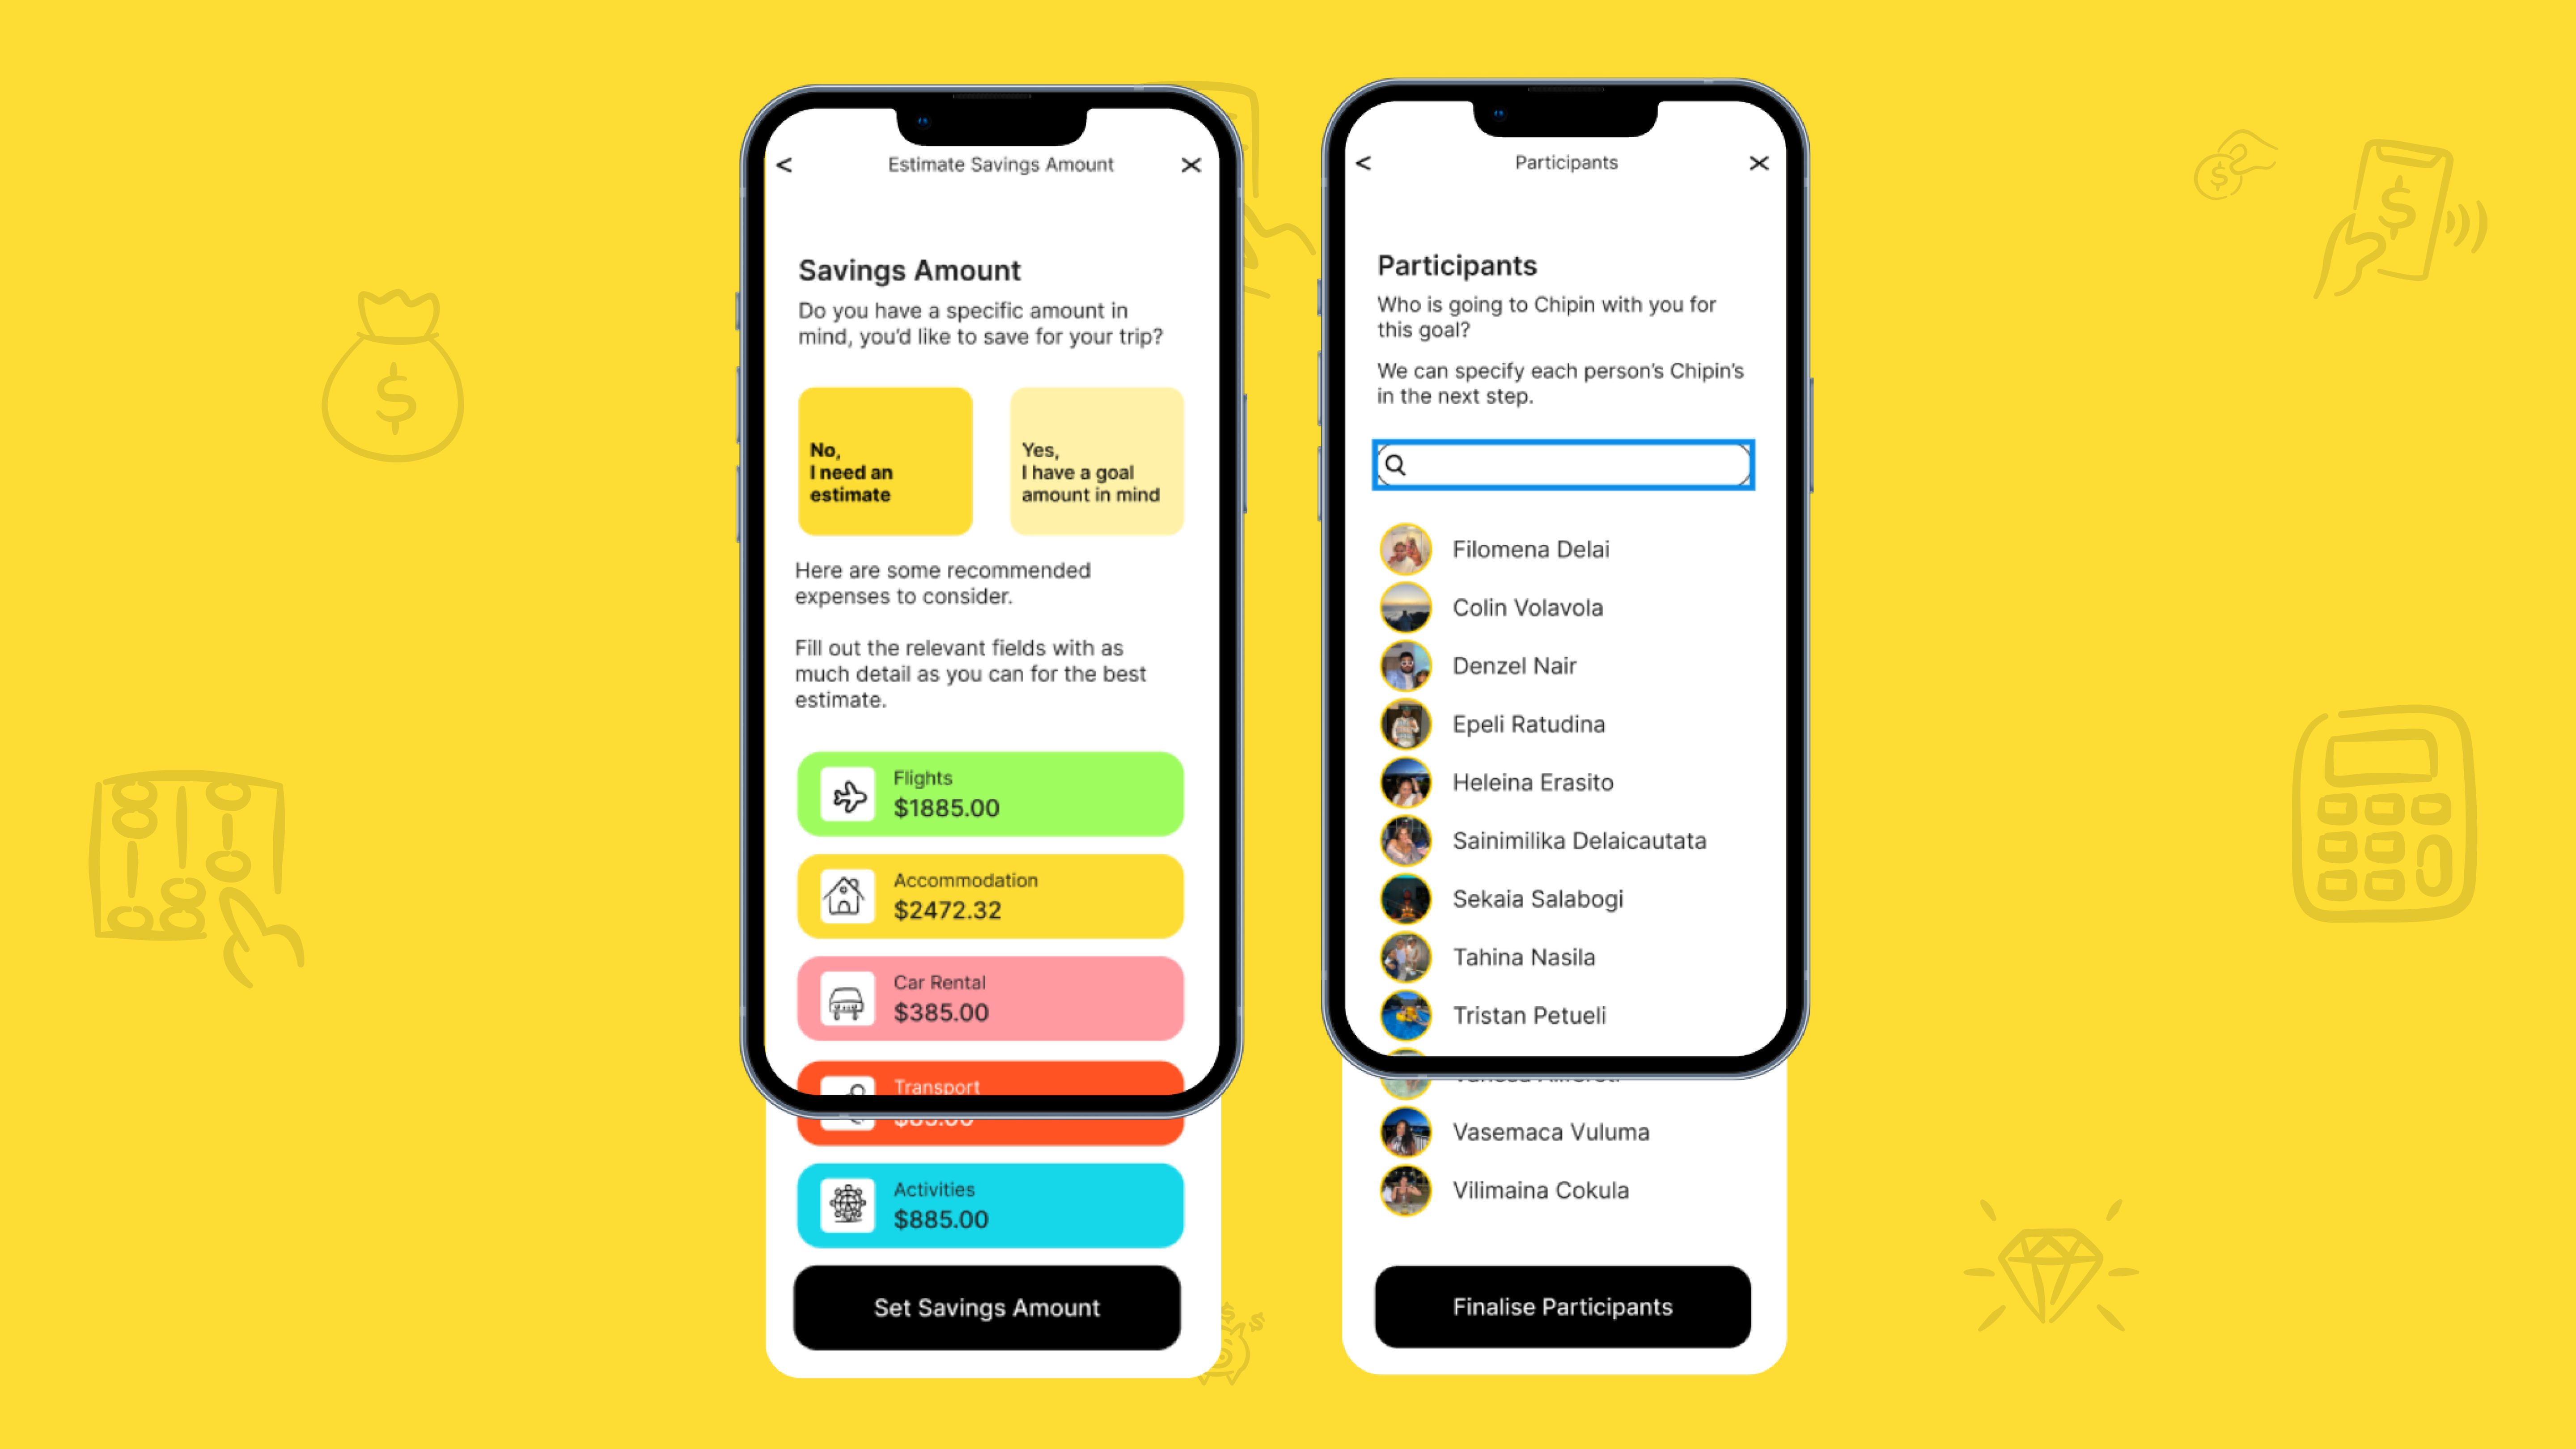 Estimate Savings Amount
Savings Amount
Do you have a specific amount in
mind, you'd like to save for your trip?
No,
I need an
estimate
Yes,
I have a goal
amount in mind
Here are some recommended
expenses to consider.
Fill out the relevant fields with as
much detail as you can for the best
estimate.
Flights
$1885.00
Accommodation
$2472.32
Car Rental
$385.00
Transport
Activities
$885.00
Set Savings Amount
Participants
Participants
Who is going to Chipin with you for
this goal?
We can specify each person's Chipin's
in the next step.
Filomena Delai
Colin Volavola
Denzel Nair
Epeli Ratudina
Heleina Erasito
Sainimilika Delaicautata
Sekaia Salabogi
Tahina Nasila
Tristan Petueli
Vasemaca Vuluma
Vilimaina Cokula
Finalise Participants